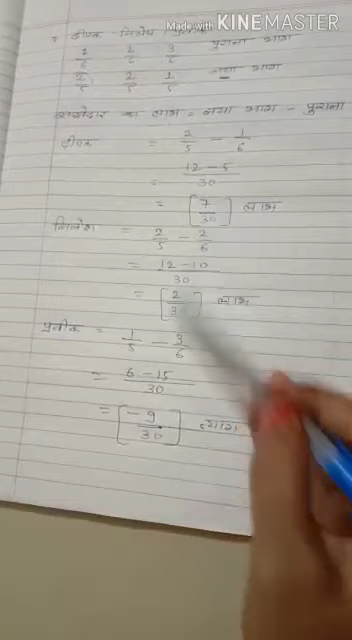 Made with KINEMASTER
दीपक निलेश
1/6 2/6 3/6 पुराना भाग
2/5 2/5 1/5 नया भाग
का लाभ = नया भाग - पुराना
दीपक = 2/5 - 1/6
= 12 - 5 / 30
= [7/30] लाभ
निलेश = 2/5 - 2/6
= 12 - 10 / 30
= [2/30] लाभ
प्रतीक = 1/5 - 3/6
= 6 - 15 / 30
= [-9/30] त्याग